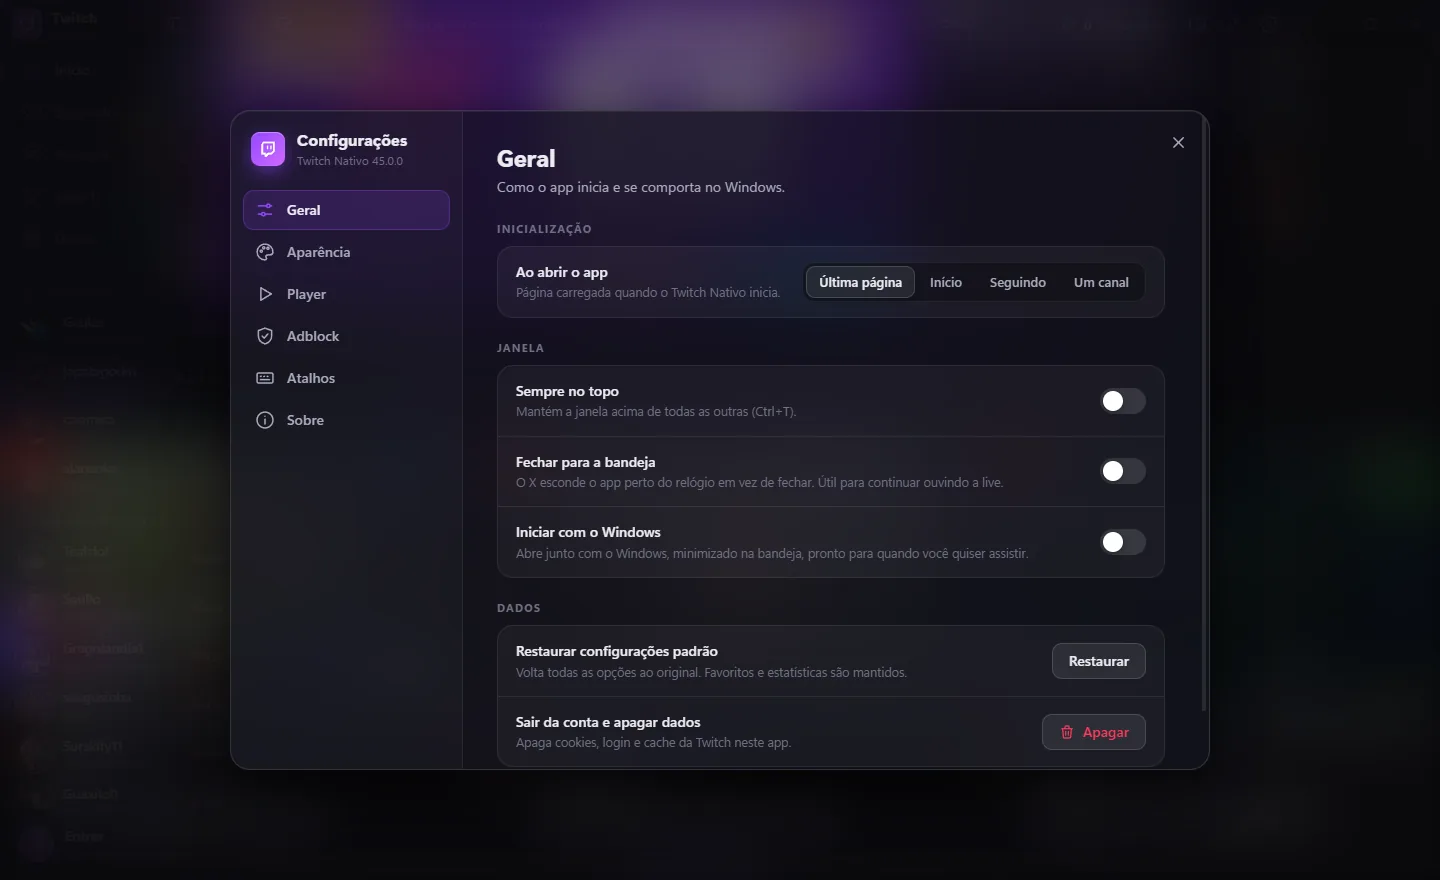 Twitch
Configurações
Twitch Nativo 45.0.0
Geral
Aparência
Player
Adblock
Atalhos
Sobre
Geral
Como o app inicia e se comporta no Windows.
INICIALIZAÇÃO
Ao abrir o app
Página carregada quando o Twitch Nativo inicia.
Última página
Início
Seguindo
Um canal
JANELA
Sempre no topo
Mantém a janela acima de todas as outras (Ctrl+T).
Fechar para a bandeja
O X esconde o app perto do relógio em vez de fechar. Útil para continuar ouvindo a live.
Iniciar com o Windows
Abre junto com o Windows, minimizado na bandeja, pronto para quando você quiser assistir.
DADOS
Restaurar configurações padrão
Volta todas as opções ao original. Favoritos e estatísticas são mantidos.
Restaurar
Sair da conta e apagar dados
Apaga cookies, login e cache da Twitch neste app.
Apagar